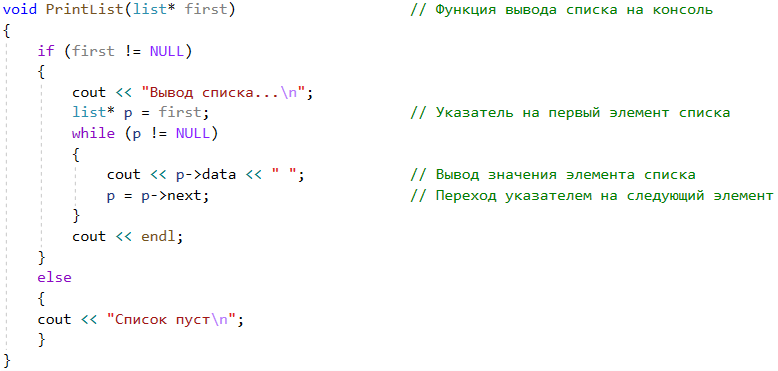 void PrintList(list* first) // Функция вывода списка на консоль
{
if (first != NULL)
{
cout << "Вывод списка...\n";
list* p = first; // Указатель на первый элемент списка
while (p != NULL)
{
cout << p->data << " "; // Вывод значения элемента списка
p = p->next; // Переход указателем на следующий элемент
}
cout << endl;
}
else
{
cout << "Список пуст\n";
}
}